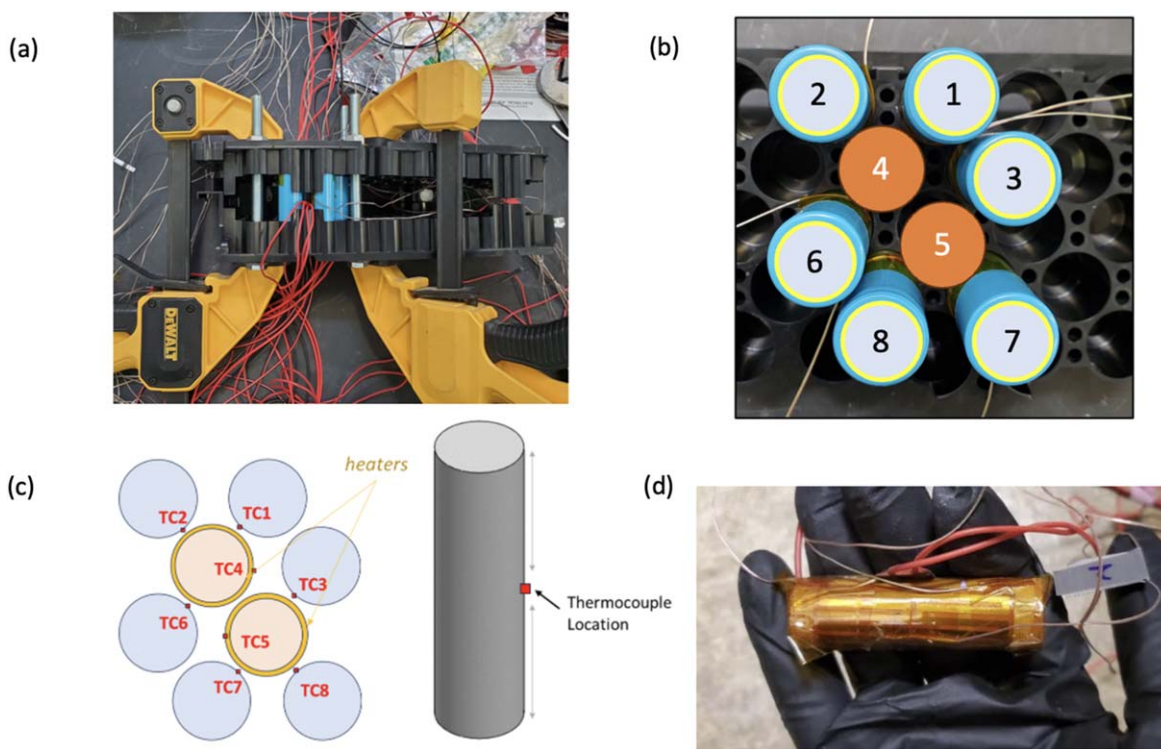 (a)
DEWALT
(b)
2
1
4
3
5
6
8
7
(c)
heaters
TC2
TC1
TC4
TC3
TC6
TC5
TC7
TC8
Thermocouple
Location
(d)